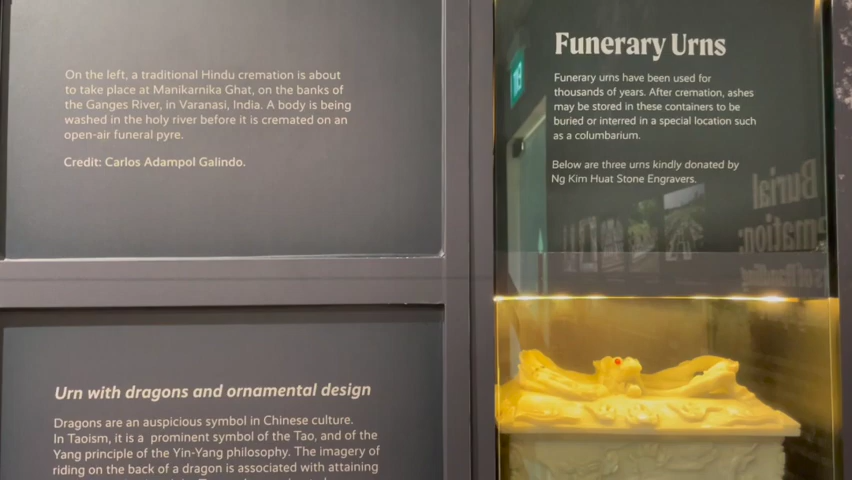 On the left, a traditional Hindu cremation is about
to take place at Manikarnika Ghat, on the banks of
the Ganges River, in Varanasi, India. A body is being
washed in the holy river before it is cremated on an
open-air funeral pyre.
Credit: Carlos Adampol Galindo.
Urn with dragons and ornamental design
Dragons are an auspicious symbol in Chinese culture.
In Taoism, it is a prominent symbol of the Tao, and of the
Yang principle of the Yin-Yang philosophy. The imagery of
riding on the back of a dragon is associated with attaining
Funerary Urns
Funerary urns have been used for
thousands of years. After cremation, ashes
may be stored in these containers to be
buried or interred in a special location such
as a columbarium.
Below are three urns kindly donated by
Ng Kim Huat Stone Engravers.
Burial